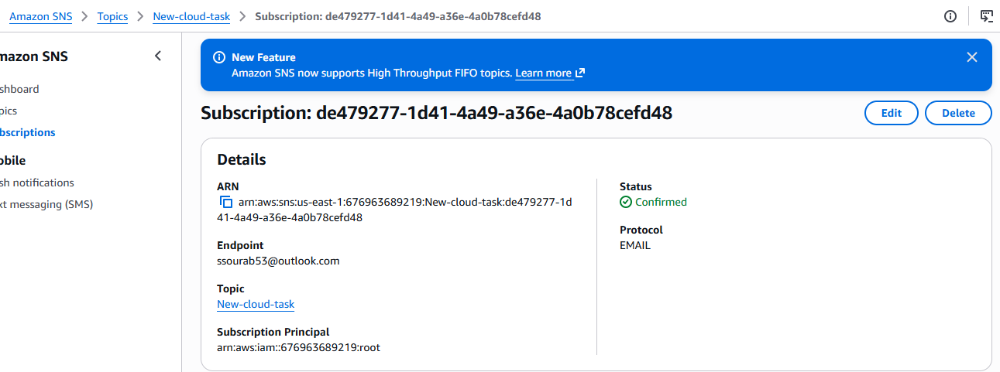 Amazon SNS > Topics > New-cloud-task > Subscription: de479277-1d41-4a49-a36e-4a0b78cefd48
mazon SNS
shboard
pics
bscriptions
obile
sh notifications
xt messaging (SMS)
New Feature
Amazon SNS now supports High Throughput FIFO topics. Learn more
Subscription: de479277-1d41-4a49-a36e-4a0b78cefd48
Edit
Delete
Details
ARN
arn:aws:sns:us-east-1:676963689219:New-cloud-task:de479277-1d
41-4a49-a36e-4a0b78cefd48
Endpoint
ssourab53@outlook.com
Topic
New-cloud-task
Subscription Principal
arn:aws:iam::676963689219:root
Status
Confirmed
Protocol
EMAIL